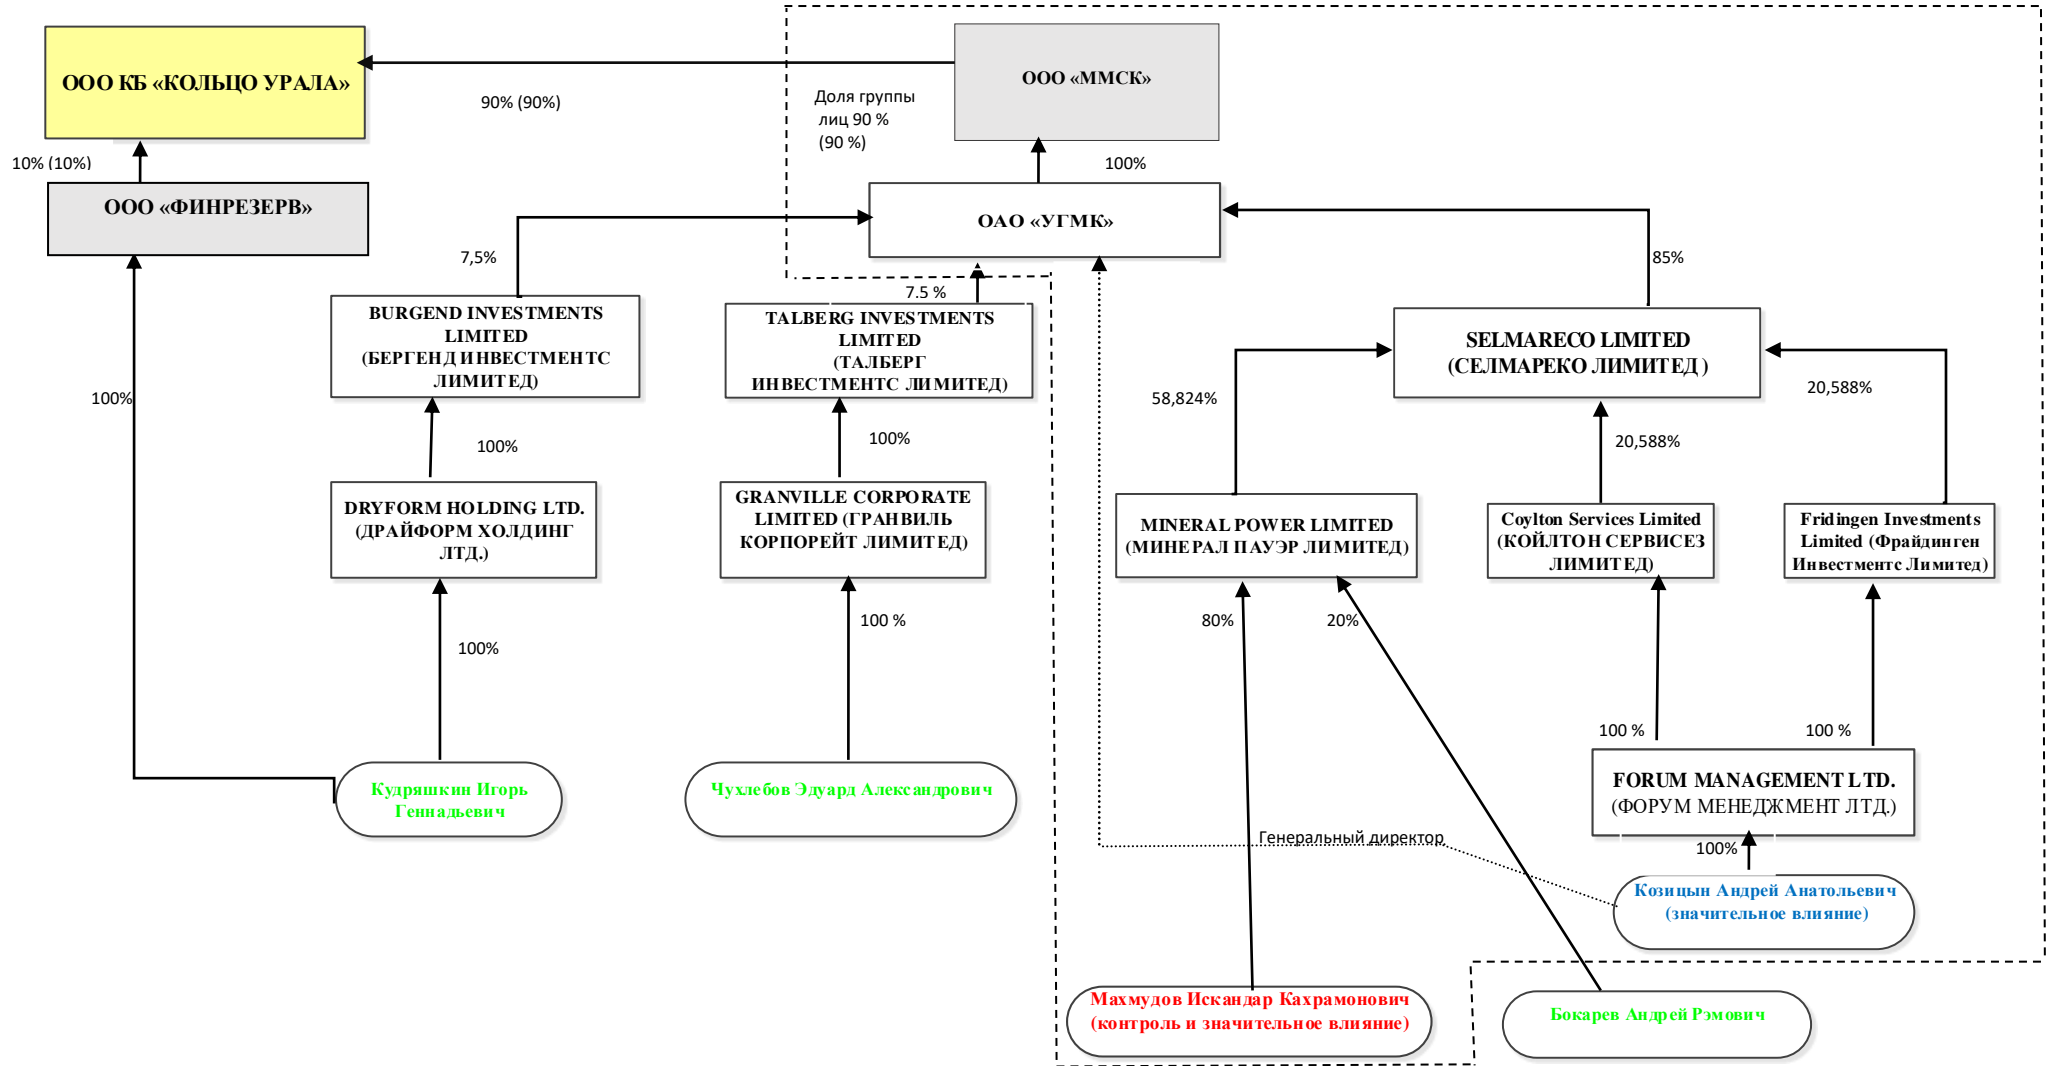 ООО КБ «КОЛЬЦО УРАЛА»
ООО «ММСК»
90% (90%)
Доля группы
лиц 90 %
(90 %)
10% (10%)
100%
ООО «ФИНРЕЗЕРВ»
ОАО «УГМК»
7,5%
7.5 %
85%
BURGEND INVESTMENTS
LIMITED
(БЕРГЕНД ИНВЕСТМЕНТС
ЛИМИТЕД)
TALBERG INVESTMENTS
LIMITED
(ТАЛБЕРГ
ИНВЕСТМЕНТС ЛИМИТЕД)
SELMARECO LIMITED
(СЕЛМАРЕКО ЛИМИТЕД )
100%
58,824%
20,588%
20,588%
100%
100%
DRYFORM HOLDING LTD.
(ДРАЙФОРМ ХОЛДИНГ
ЛТД.)
GRANVILLE CORPORATE
LIMITED (ГРАНВИЛЬ
КОРПОРЕЙТ ЛИМИТЕД)
MINERAL POWER LIMITED
(МИНЕРАЛ ПАУЭР ЛИМИТЕД)
Coylton Services Limited
(КОЙЛТОН СЕРВИСЕЗ
ЛИМИТЕД)
Fridingen Investments
Limited (Фрайдинген
Инвестментс Лимитед)
100%
100 %
80%
20%
100 %
100 %
Кудряшкин Игорь
Геннадьевич
Чухлебов Эдуард Александрович
FORUM MANAGEMENT LTD.
(ФОРУМ МЕНЕДЖМЕНТ ЛТД.)
Генеральный директор
100%
Козицын Андрей Анатольевич
(значительное влияние)
Махмудов Искандар Кахрамонович
(контроль и значительное влияние)
Бокарев Андрей Рэмович